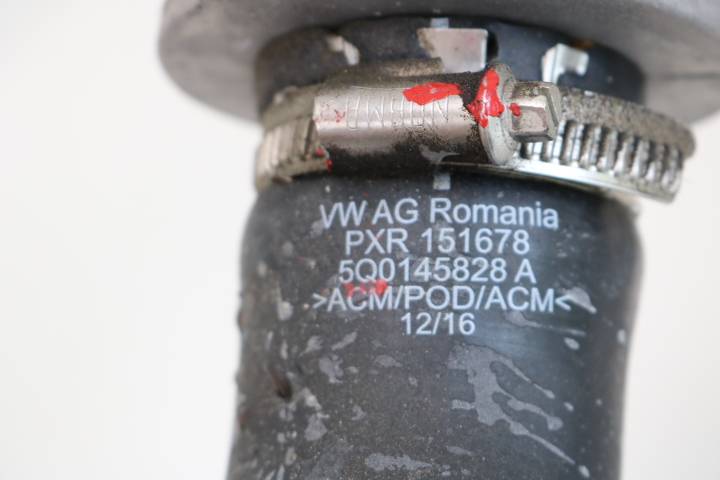 VW AG Romania
PXR 151678
5Q0145828 A
>ACM/POD/ACM<
12/16